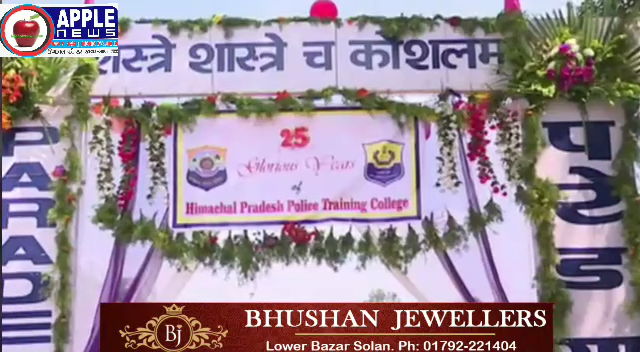 APPLE
NEWS
शस्त्रे शास्त्रे च कौशलम
25
Glorious Years
of
Himachal Pradesh Police Training College
PARADE
परेड
BJ
BHUSHAN JEWELLERS
Lower Bazar Solan. Ph: 01792-221404